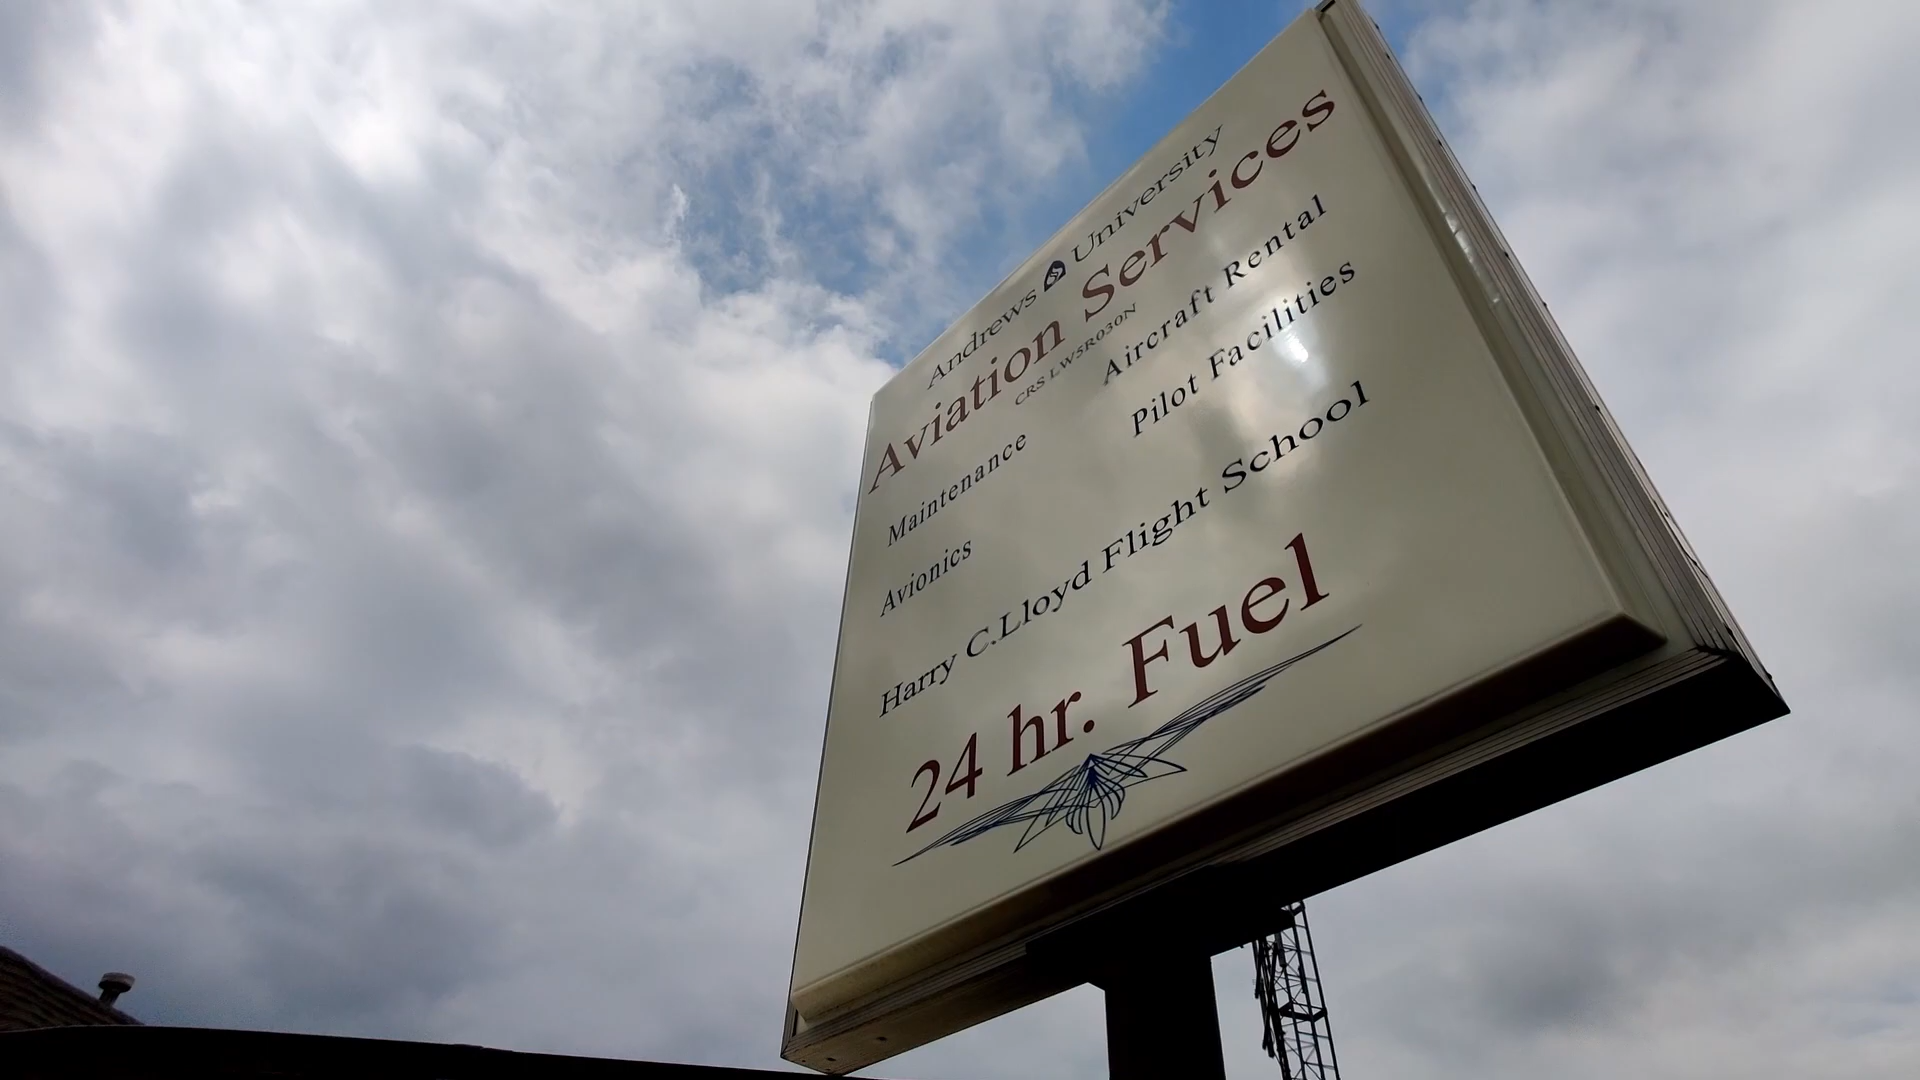 Andrews University
Aviation Services
CRS LW5R030N
Maintenance Aircraft Rental
Avionics Pilot Facilities
Harry C.Lloyd Flight School
24 hr. Fuel